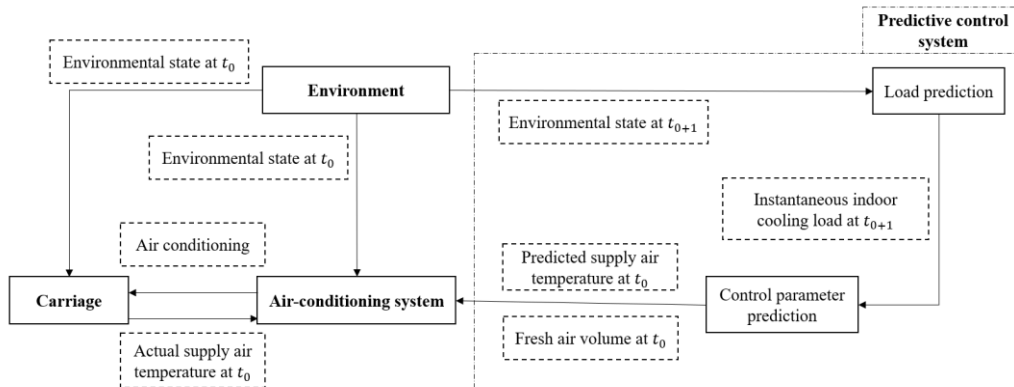 Predictive control
system
Environmental state at t₀
Environment
Load prediction
Environmental state at t₀₊₁
Environmental state at t₀
Instantaneous indoor
cooling load at t₀₊₁
Air conditioning
Predicted supply air
temperature at t₀
Carriage
Air-conditioning system
Control parameter
prediction
Fresh air volume at t₀
Actual supply air
temperature at t₀